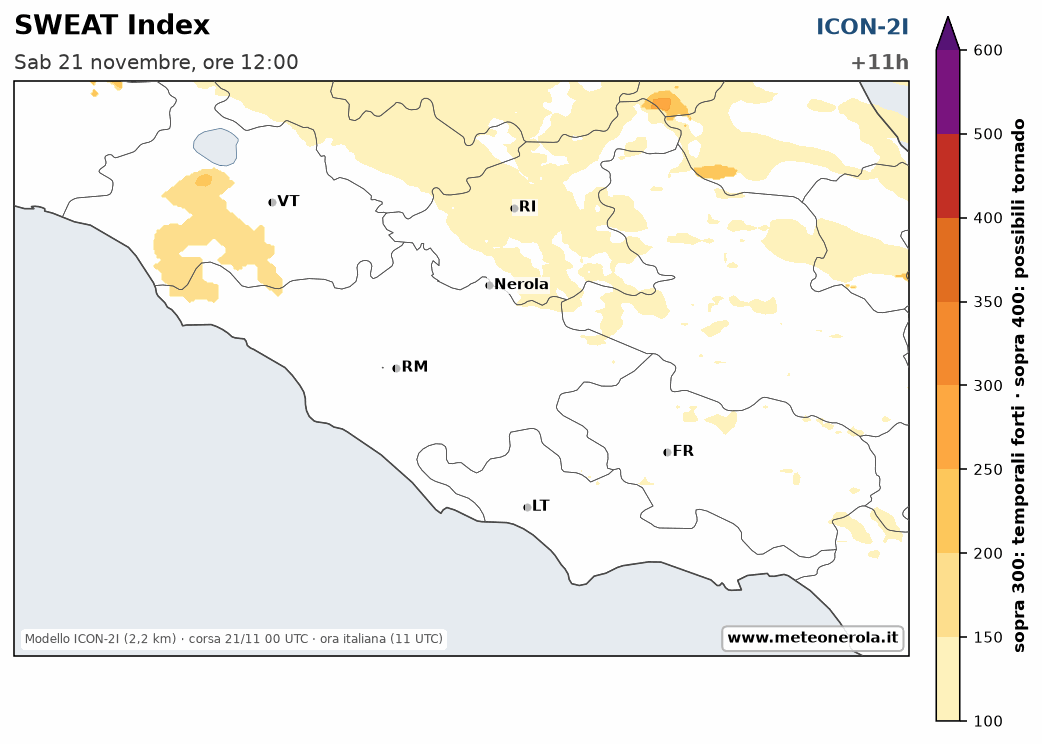 SWEAT Index
ICON-2I
Sab 21 novembre, ore 12:00
+11h
VT
RI
Nerola
RM
FR
LT
Modello ICON-2I (2,2 km) · corsa 21/11 00 UTC · ora italiana (11 UTC)
www.meteonerola.it
600
500
400
350
300
250
200
150
100
sopra 300: temporali forti · sopra 400: possibili tornado